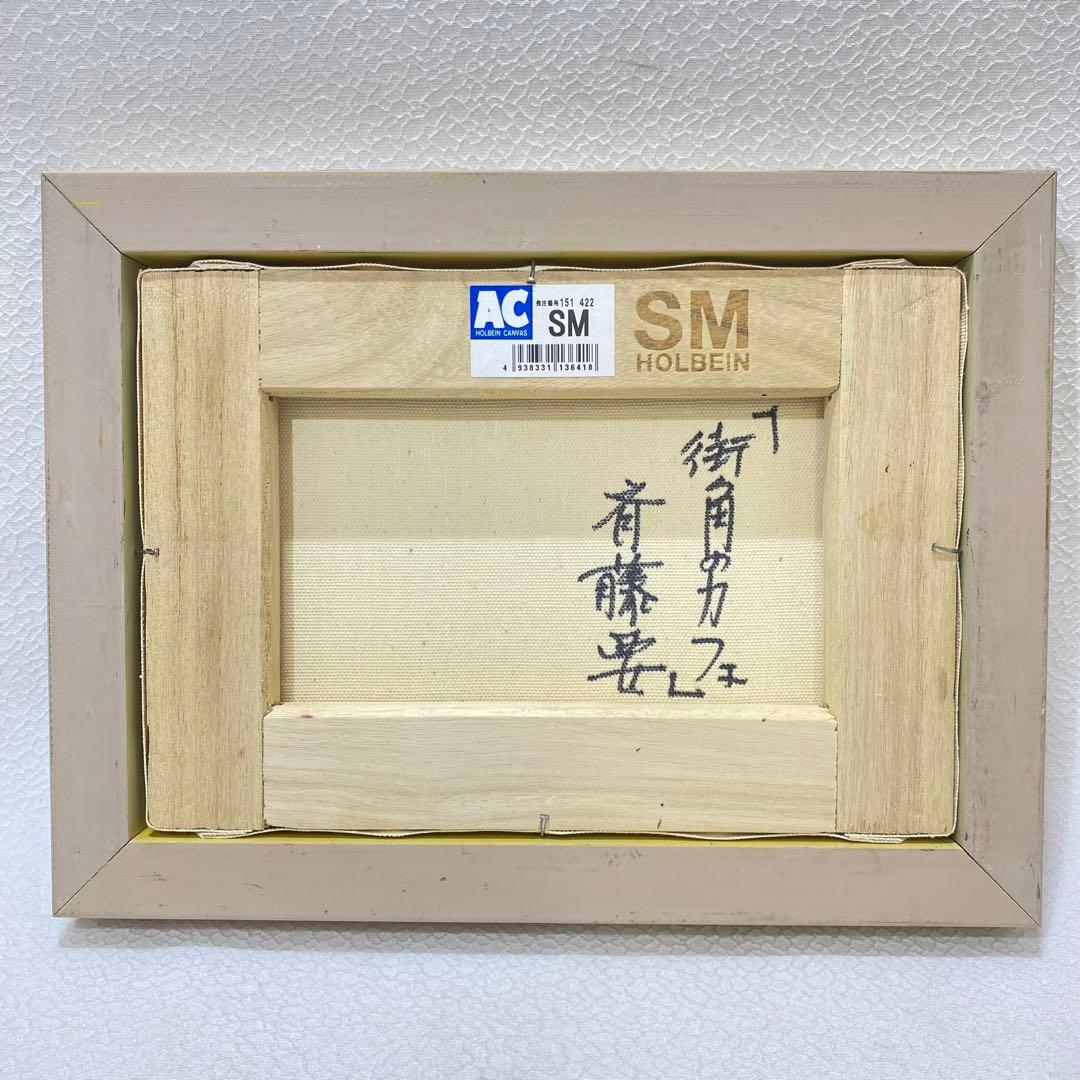 AC
HOLBEIN CANVAS
発注番号151 422
SM
4 938331 136418
SM
HOLBEIN
「街角のカフェ」
斉藤要